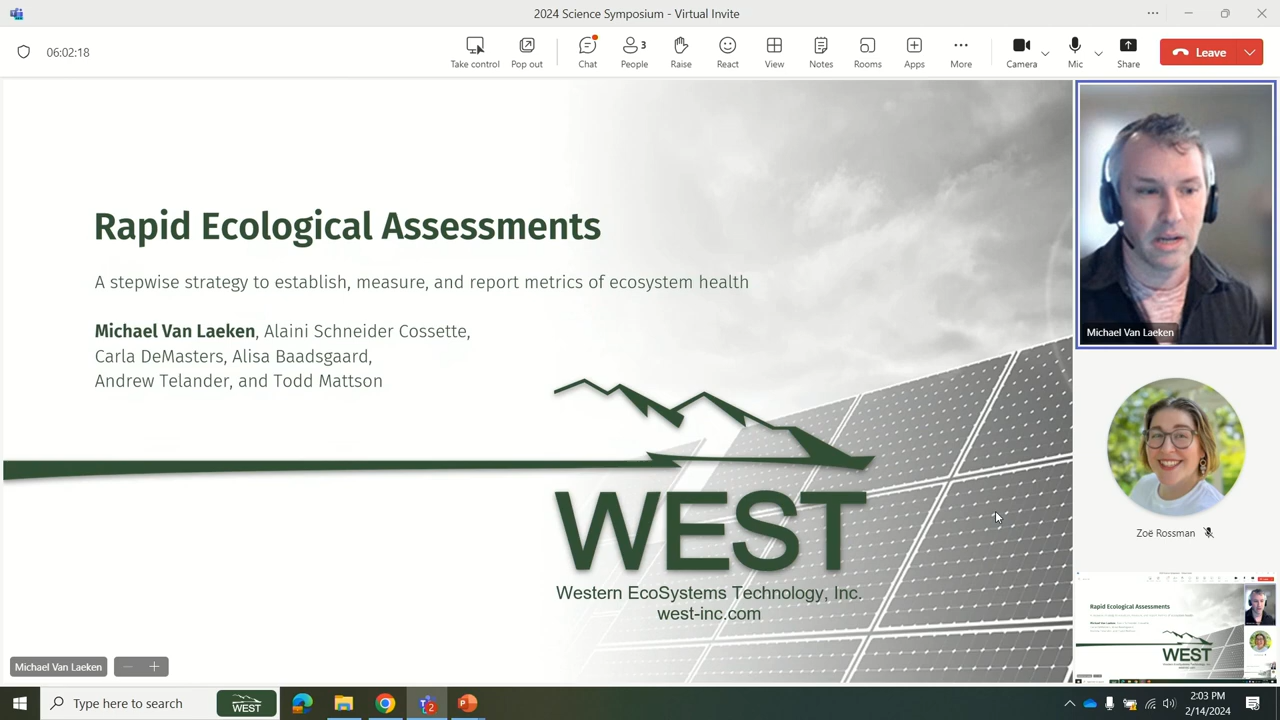 2024 Science Symposium - Virtual Invite
06:02:18
Take control
Pop out
Chat
3
People
Raise
React
View
Notes
Rooms
Apps
More
Camera
Mic
Share
Leave
Rapid Ecological Assessments
A stepwise strategy to establish, measure, and report metrics of ecosystem health
Michael Van Laeken, Alaini Schneider Cossette,
Carla DeMasters, Alisa Baadsgaard,
Andrew Telander, and Todd Mattson
WEST
Western EcoSystems Technology, Inc.
west-inc.com
Michael Van Laeken
Michael Van Laeken
Zoë Rossman
Rapid Ecological Assessments
WEST
Type here to search
WEST
2:03 PM
2/14/2024